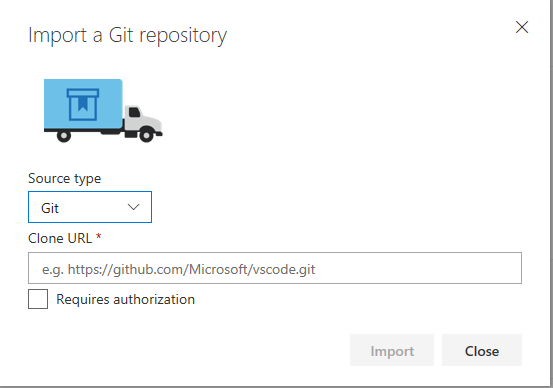 Import a Git repository
Source type
Git
Clone URL *
e.g. https://github.com/Microsoft/vscode.git
Requires authorization
Import Close